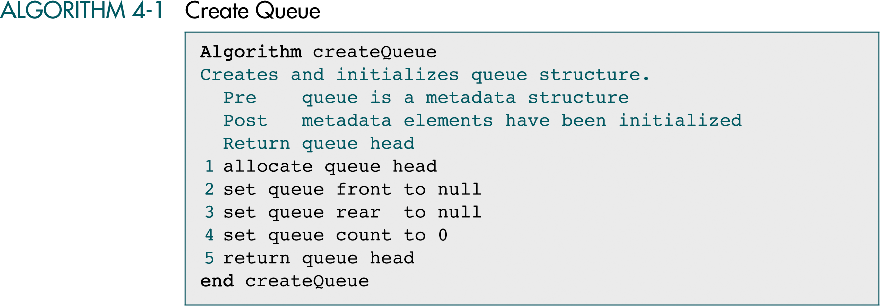 ALGORITHM 4-1 Create Queue
Algorithm createQueue
Creates and initializes queue structure.
Pre queue is a metadata structure
Post metadata elements have been initialized
Return queue head
1 allocate queue head
2 set queue front to null
3 set queue rear to null
4 set queue count to 0
5 return queue head
end createQueue